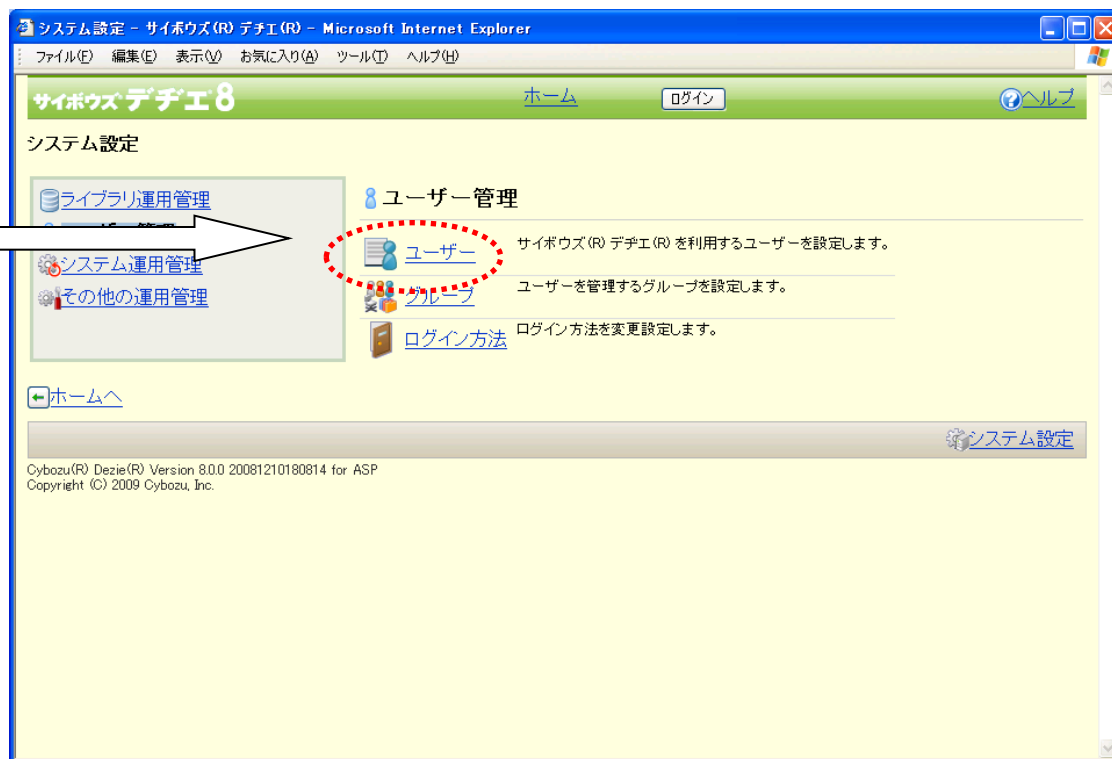 システム設定 - サイボウズ(R) デヂエ(R) - Microsoft Internet Explorer
ファイル(F) 編集(E) 表示(V) お気に入り(A) ツール(T) ヘルプ(H)
サイボウズ デヂエ8 ホーム ログイン ヘルプ
システム設定
ライブラリ運用管理
システム運用管理
その他の運用管理
ユーザー管理
ユーザー サイボウズ(R) デヂエ(R) を利用するユーザーを設定します。
グループ ユーザーを管理するグループを設定します。
ログイン方法 ログイン方法を変更設定します。
ホームへ
システム設定
Cybozu(R) Dezie(R) Version 8.0.0 20081210180814 for ASP
Copyright (C) 2009 Cybozu, Inc.